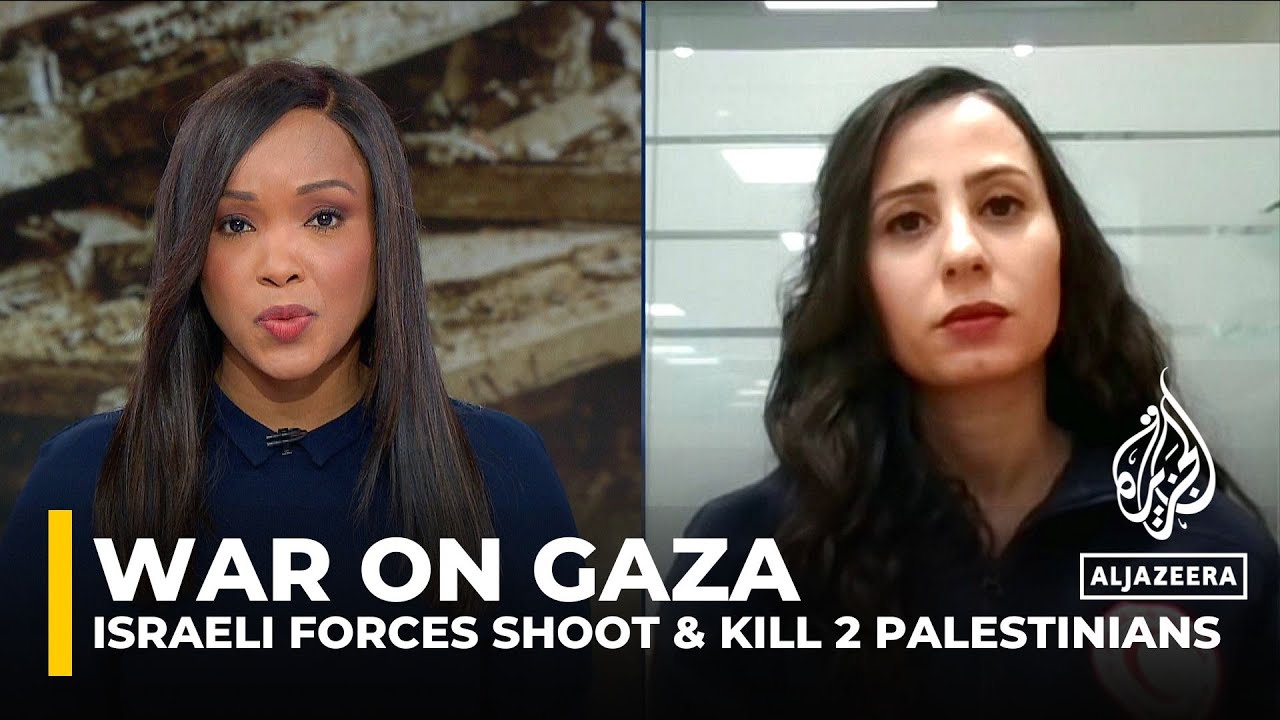 WAR ON GAZA
ISRAELI FORCES SHOOT & KILL 2 PALESTINIANS
الجزيرة
ALJAZEERA